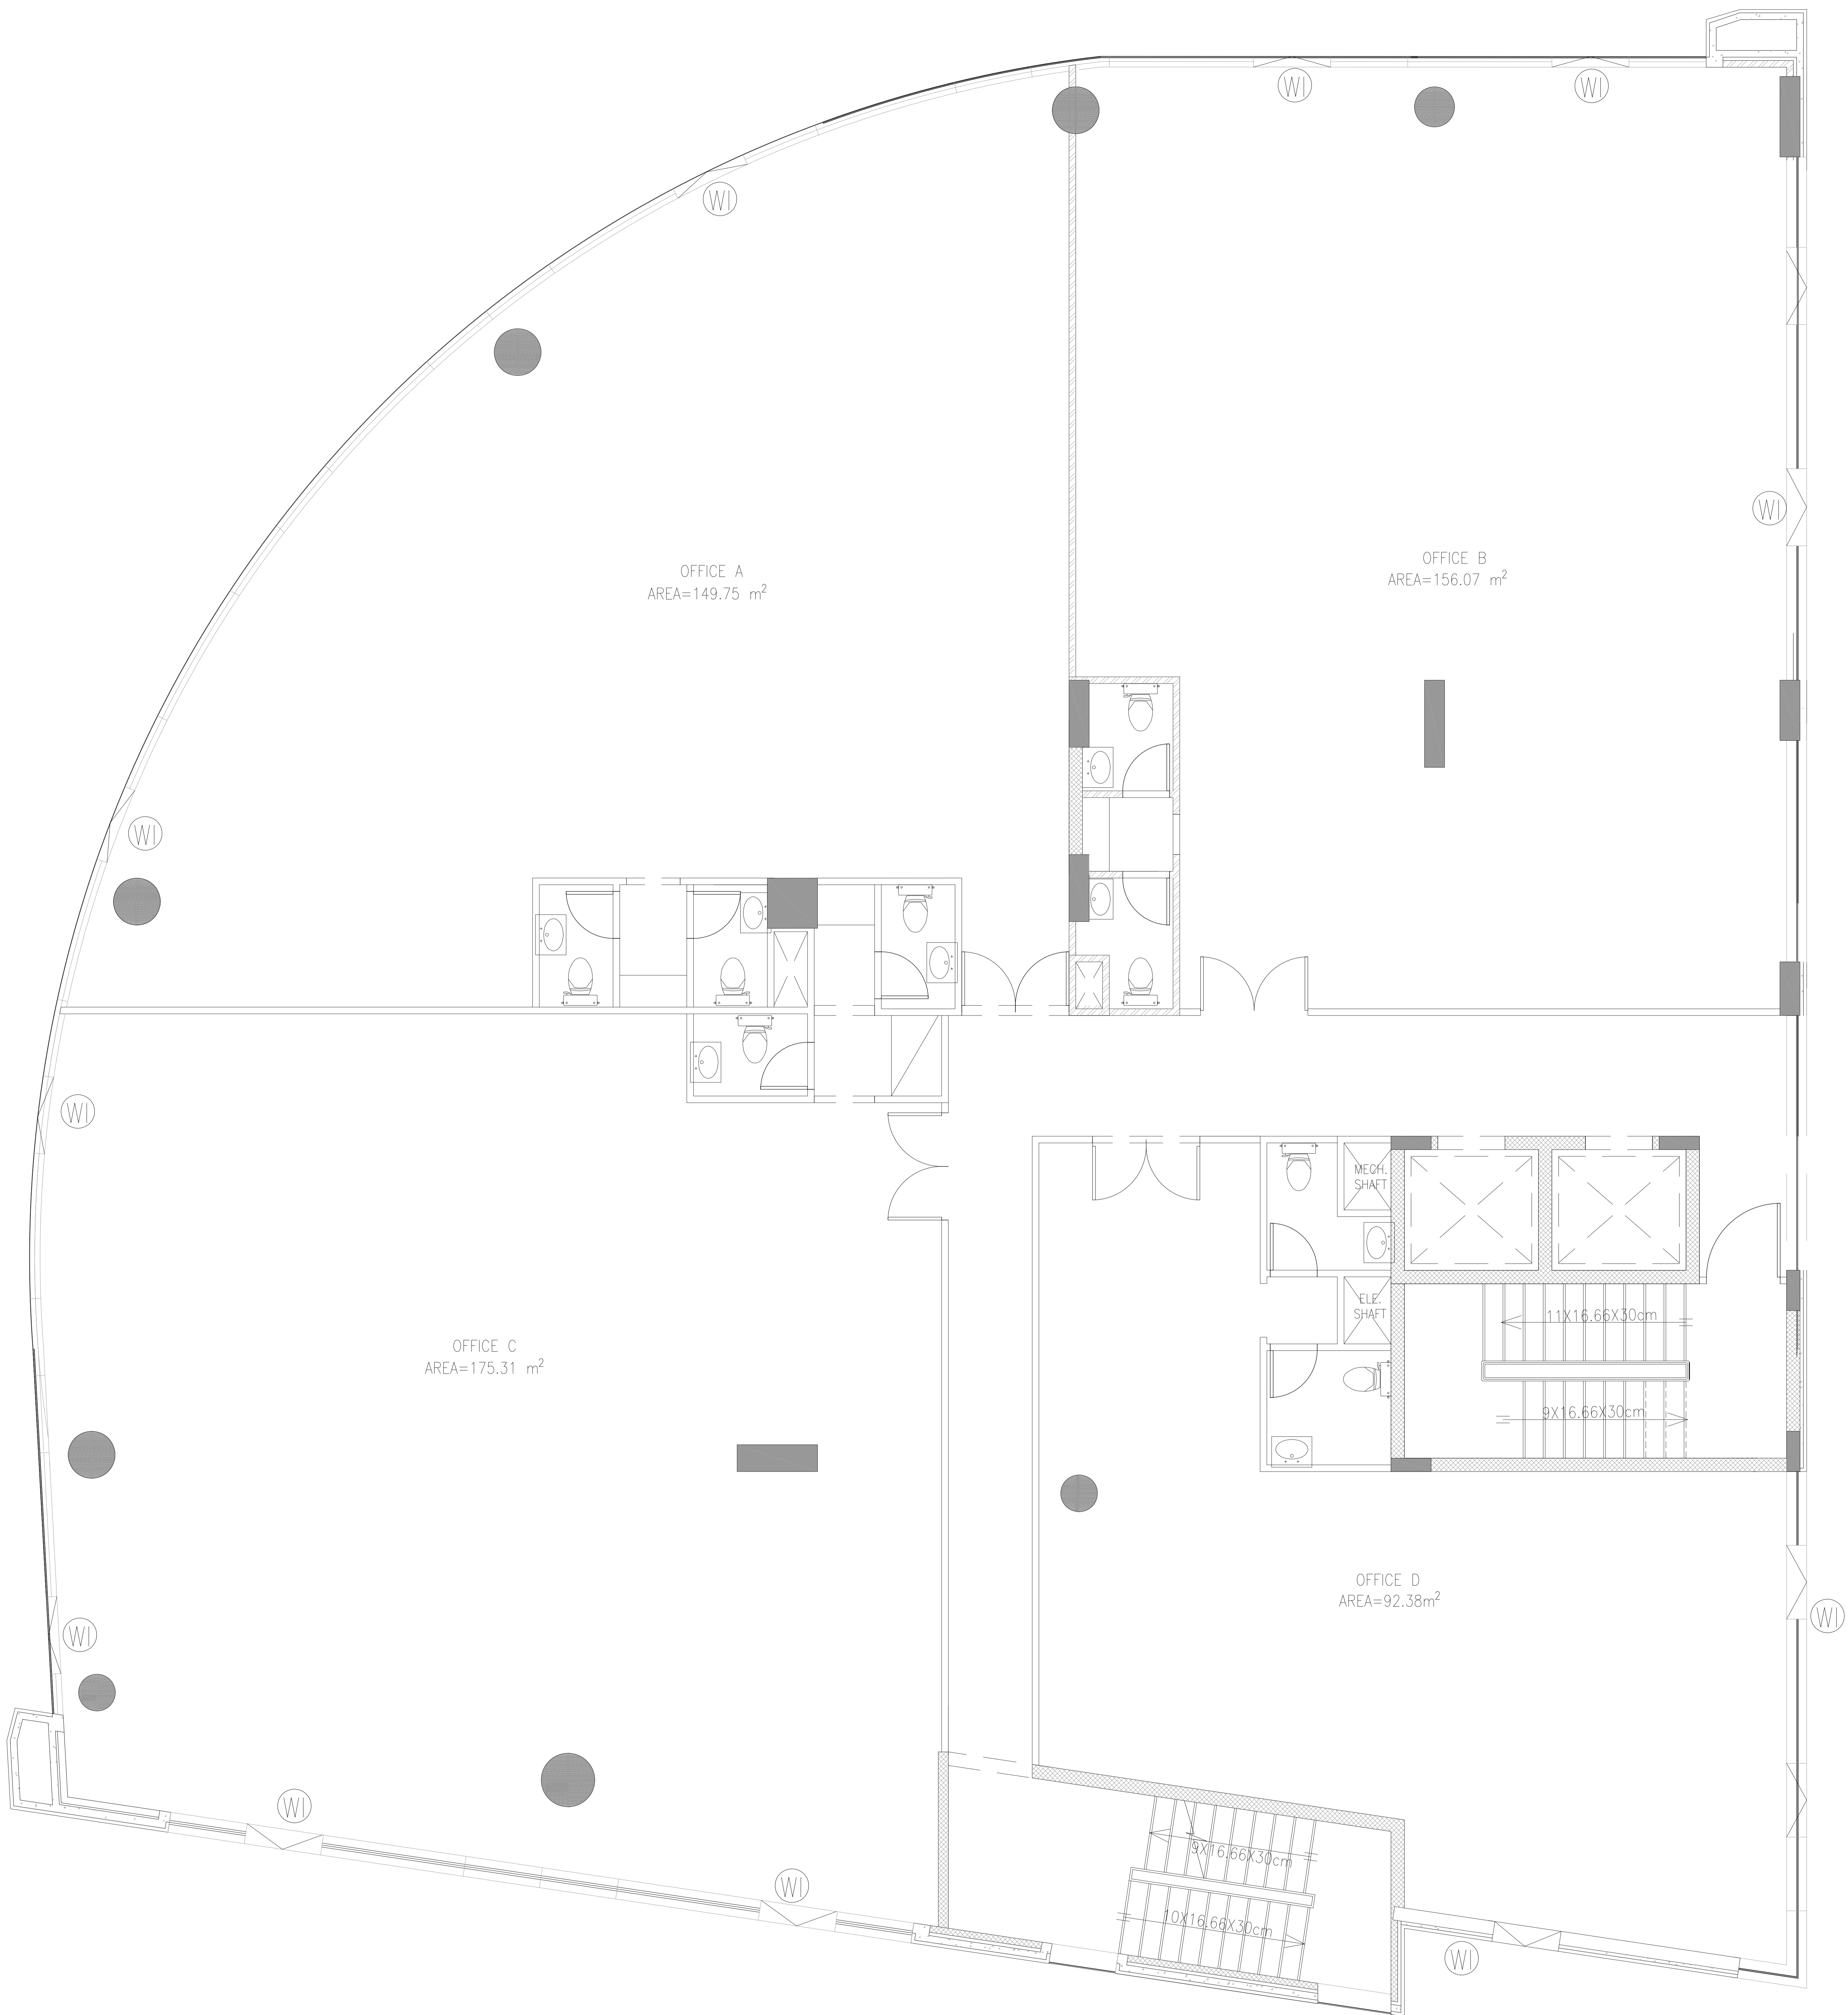 WI
WI
WI
WI
OFFICE B
AREA=156.07 m²
OFFICE A
AREA=149.75 m²
WI
WI
MECH.
SHAFT
ELE.
SHAFT
11X16.66X30cm
OFFICE C
AREA=175.31 m²
9X16.66X30cm
OFFICE D
AREA=92.38m²
WI
WI
WI
9X16.66X30cm
WI
10X16.66X30cm
WI